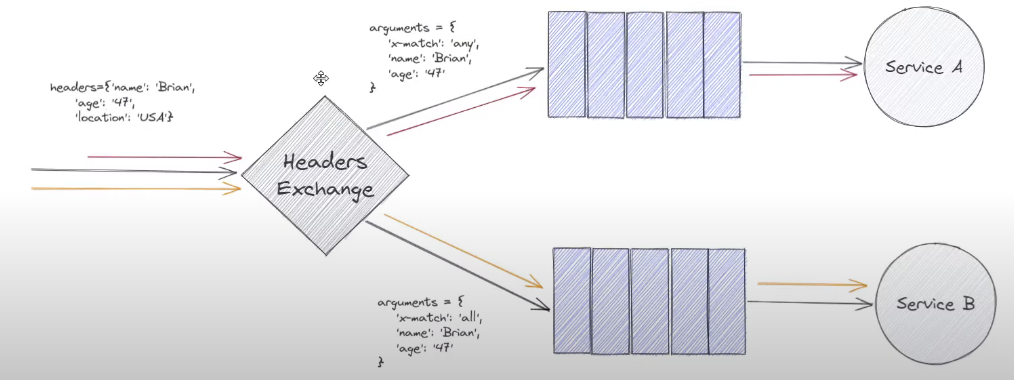 headers={'name': 'Brian',
'age': '47',
'location': 'USA'}
Headers
Exchange
arguments = {
'x-match': 'any',
'name': 'Brian',
'age': '47'
}
Service A
arguments = {
'x-match': 'all',
'name': 'Brian',
'age': '47'
}
Service B